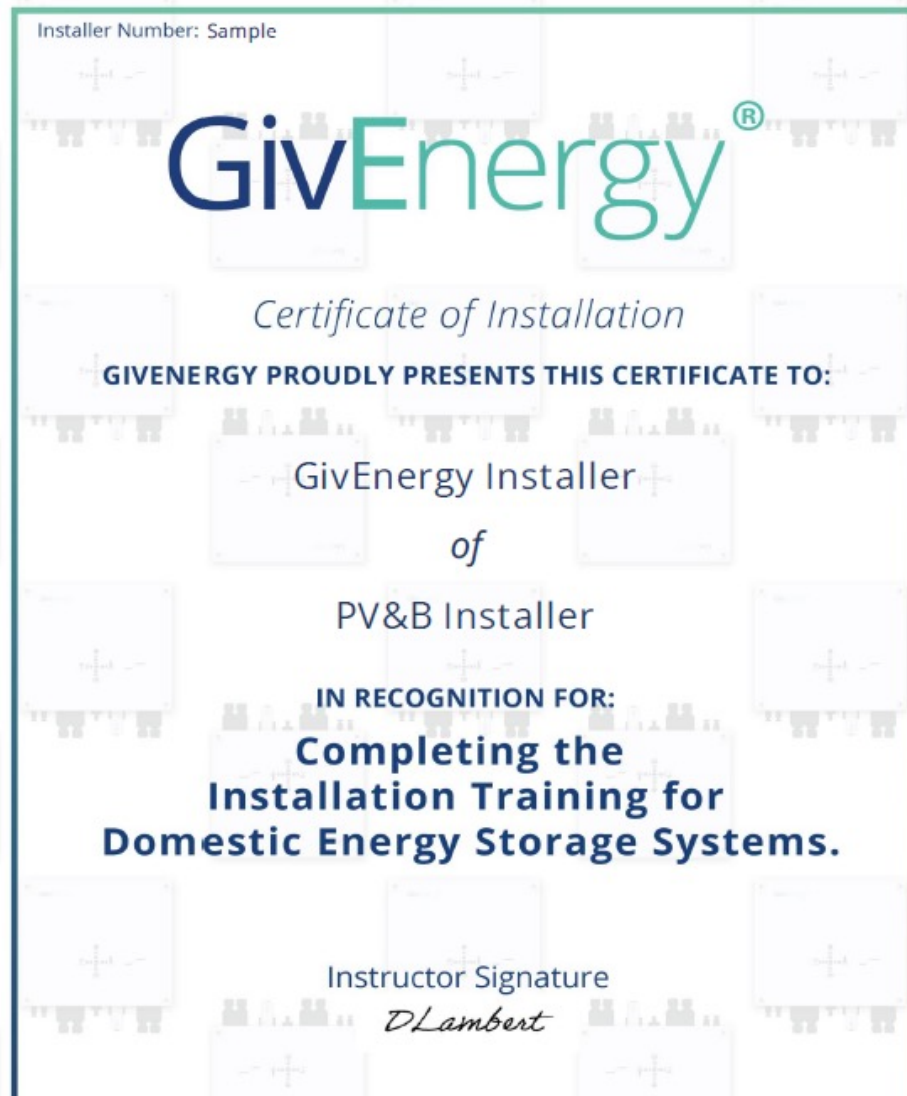 Installer Number: Sample
GivEnergy®
Certificate of Installation
GIVENERGY PROUDLY PRESENTS THIS CERTIFICATE TO:
GivEnergy Installer
of
PV&B Installer
IN RECOGNITION FOR:
Completing the
Installation Training for
Domestic Energy Storage Systems.
Instructor Signature
DLambert